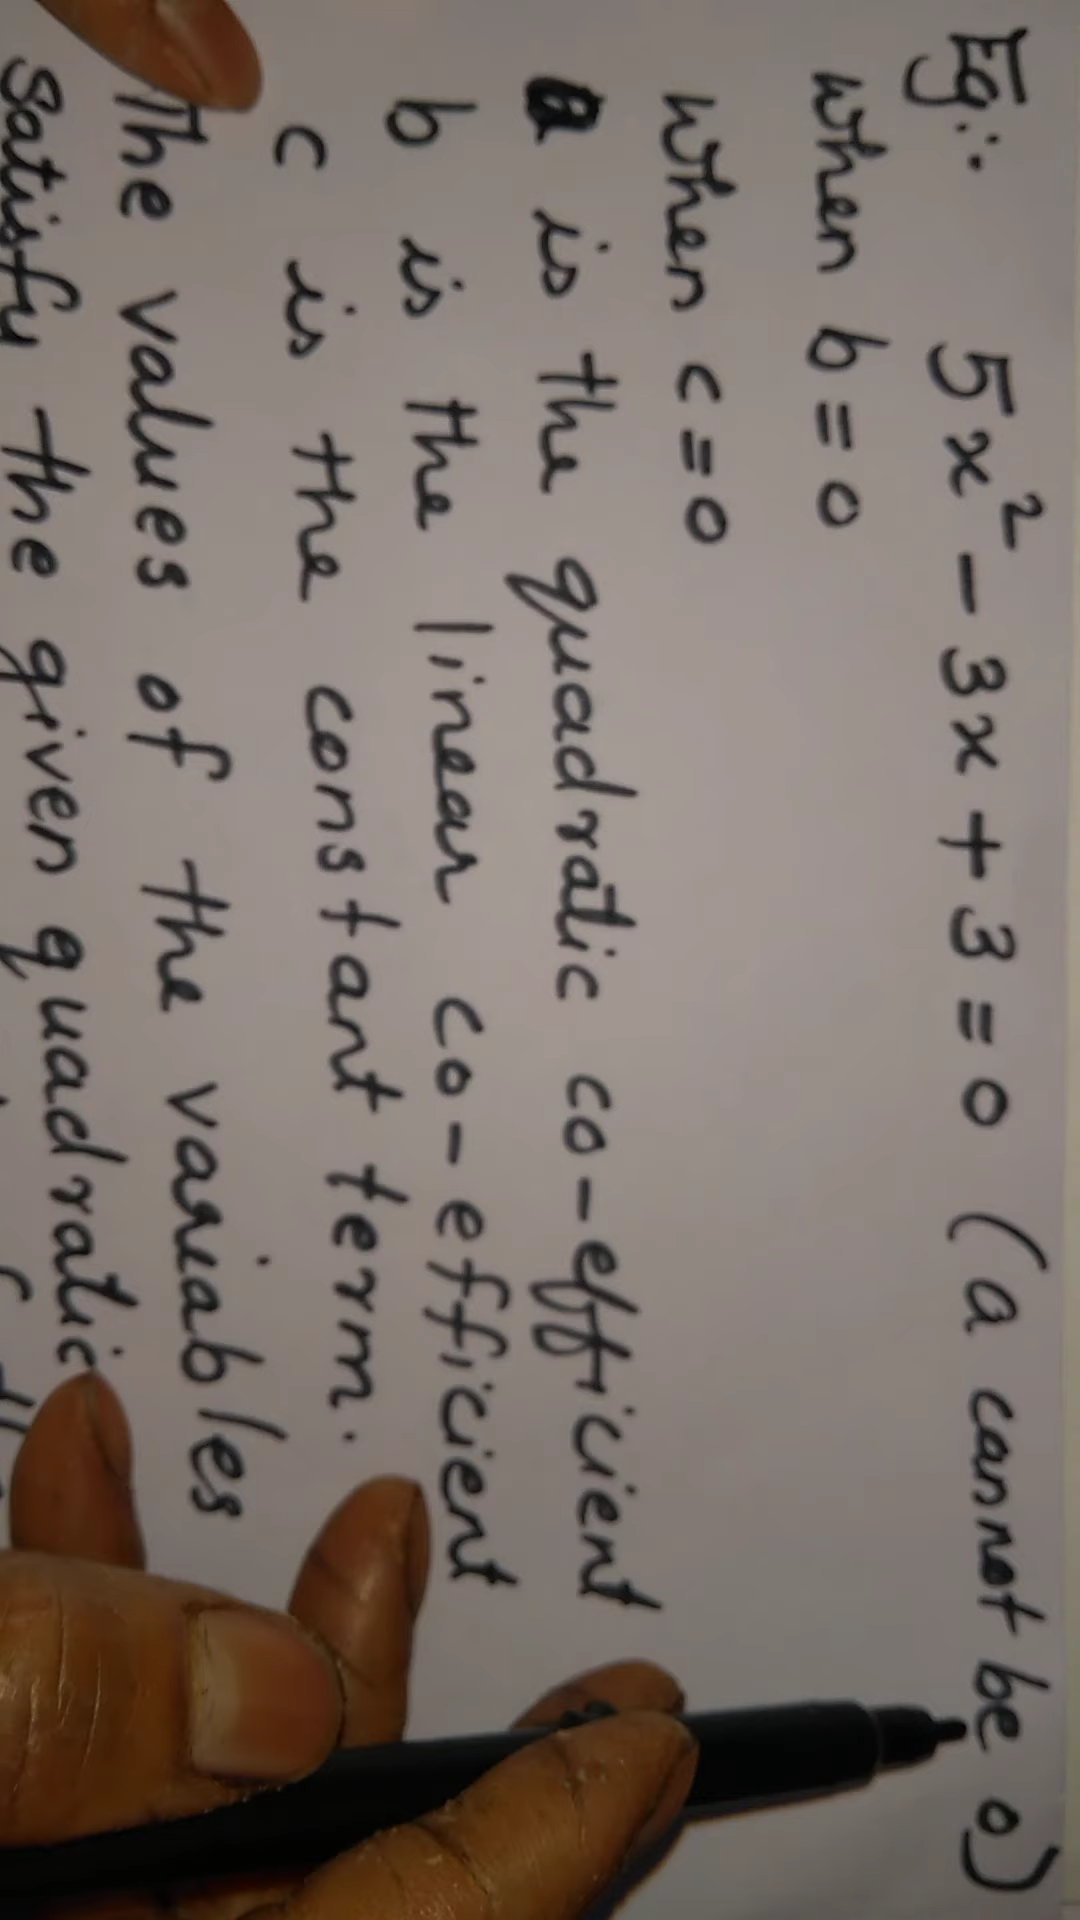 Eg:- 5x² - 3x + 3 = 0 (a cannot be 0)
when b = 0
when c = 0
a is the quadratic co-efficient
b is the linear co-efficient
c is the constant term.
The values of the variables
satisfy the given quadratic